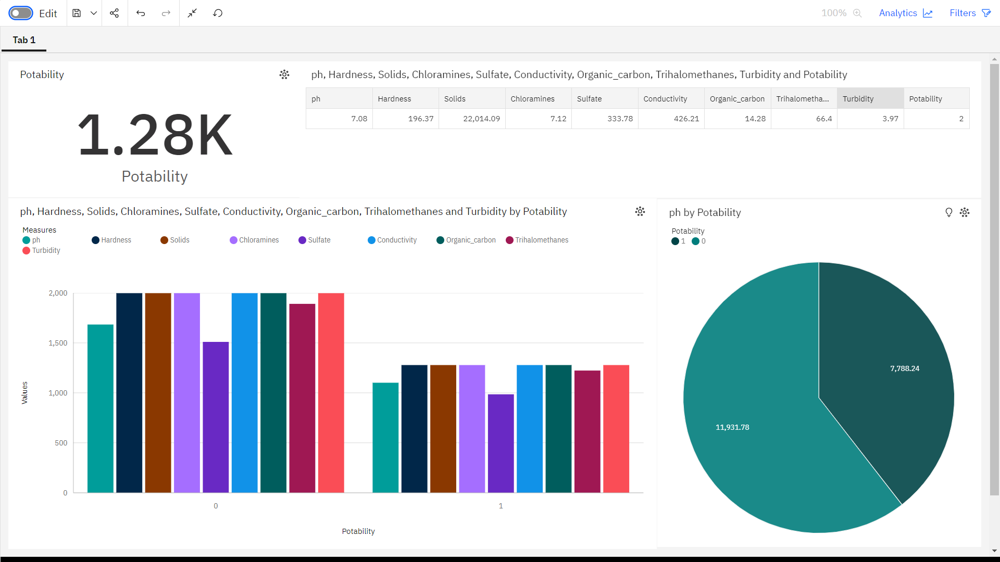 Edit
100%
Analytics
Filters
Tab 1
Potability
1.28K
Potability
ph, Hardness, Solids, Chloramines, Sulfate, Conductivity, Organic_carbon, Trihalomethanes, Turbidity and Potability
ph Hardness Solids Chloramines Sulfate Conductivity Organic_carbon Trihalometha... Turbidity Potability
7.08 196.37 22,014.09 7.12 333.78 426.21 14.28 66.4 3.97 2
ph, Hardness, Solids, Chloramines, Sulfate, Conductivity, Organic_carbon, Trihalomethanes and Turbidity by Potability
Measures
ph Hardness Solids Chloramines Sulfate Conductivity Organic_carbon Trihalomethanes
Turbidity
2,000
1,500
1,000
500
0
Values
0 1
Potability
ph by Potability
Potability
1 0
7,788.24
11,931.78